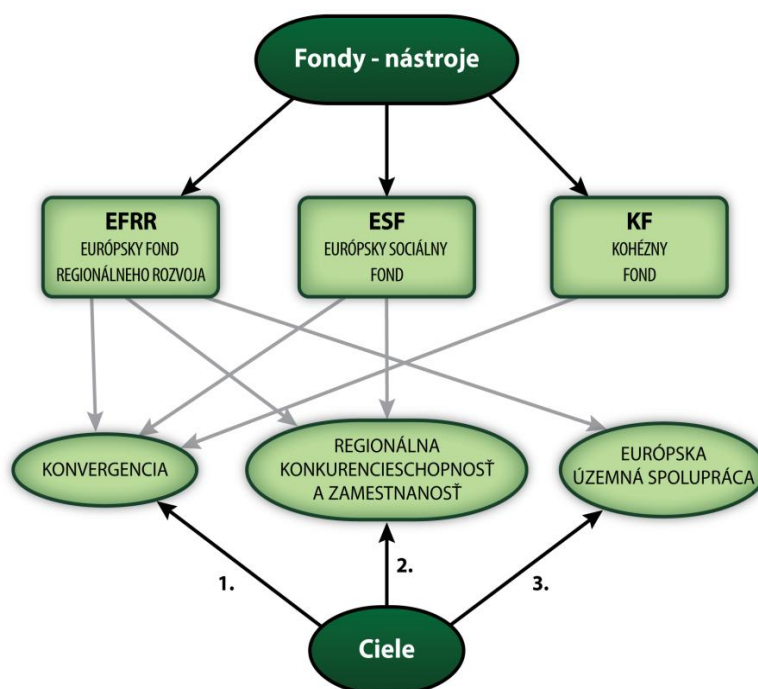 Fondy - nástroje
EFRR
EURÓPSKY FOND
REGIONÁLNEHO ROZVOJA
ESF
EURÓPSKY SOCIÁLNY
FOND
KF
KOHÉZNY
FOND
KONVERGENCIA
REGIONÁLNA
KONKURENCIESCHOPNOSŤ
A ZAMESTNANOSŤ
EURÓPSKA
ÚZEMNÁ SPOLUPRÁCA
1.
2.
3.
Ciele